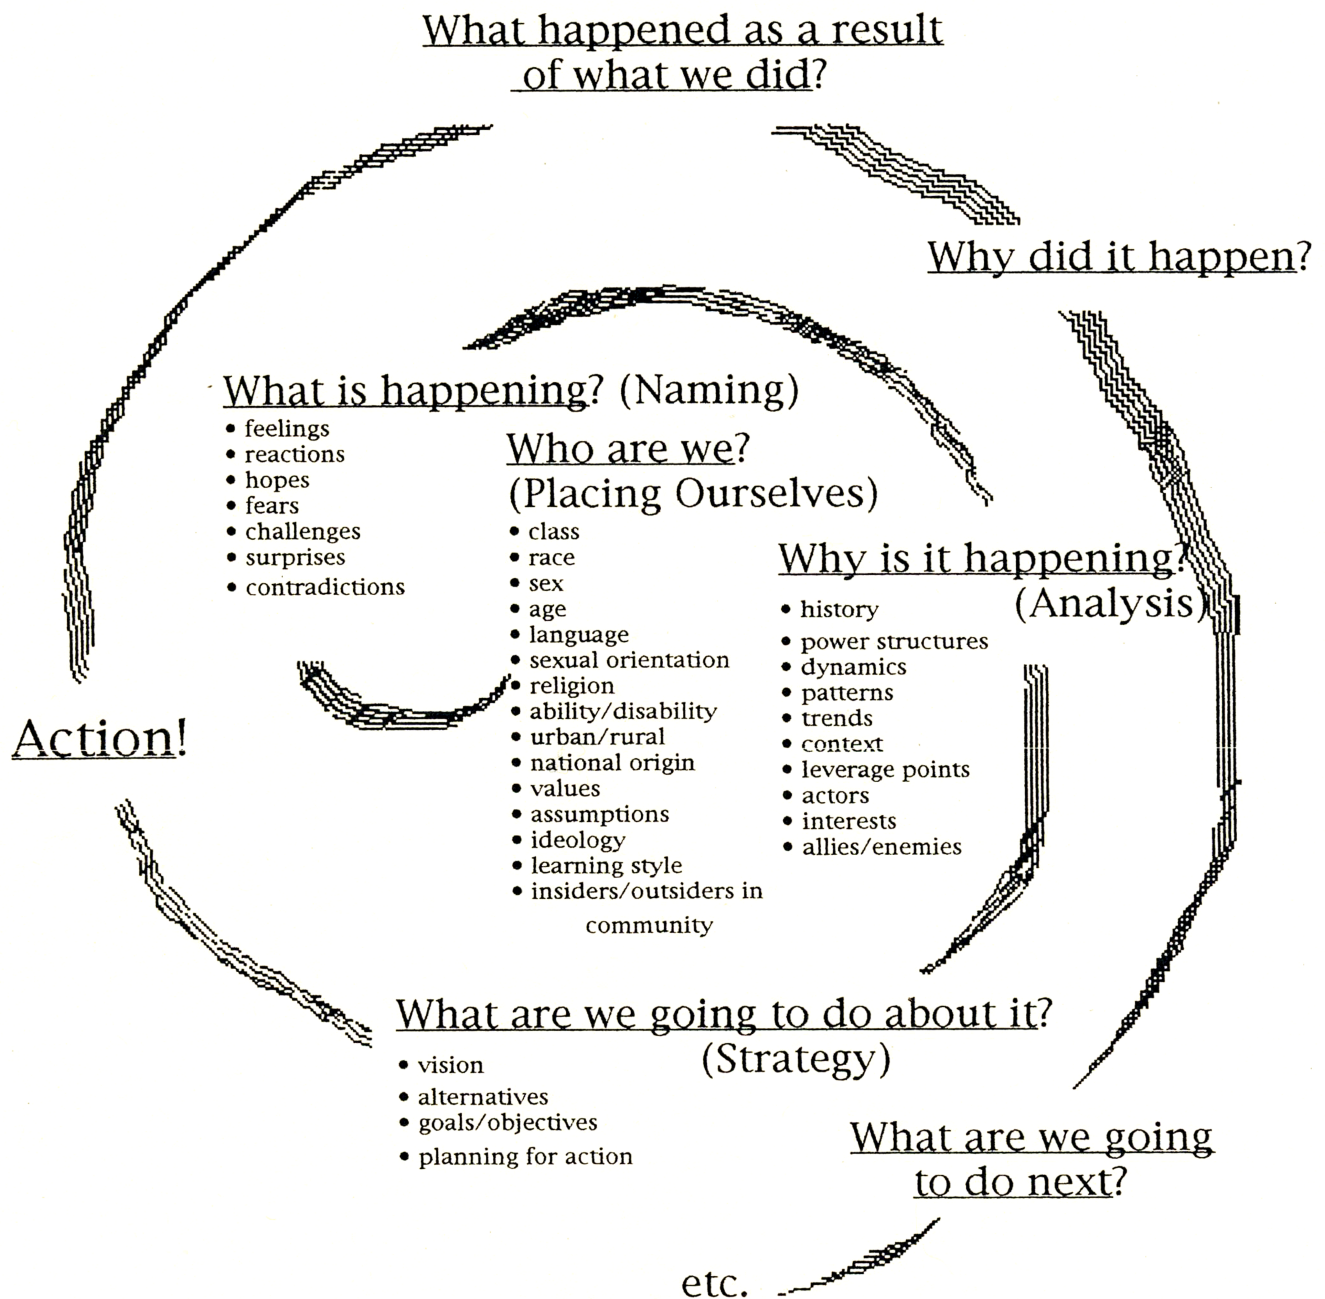 What happened as a result
of what we did?
Why did it happen?
What is happening? (Naming)
• feelings
• reactions
• hopes
• fears
• challenges
• surprises
• contradictions
Who are we?
(Placing Ourselves)
• class
• race
• sex
• age
• language
• sexual orientation
• religion
• ability/disability
• urban/rural
• national origin
• values
• assumptions
• ideology
• learning style
• insiders/outsiders in
community
Why is it happening?
(Analysis)
• history
• power structures
• dynamics
• patterns
• trends
• context
• leverage points
• actors
• interests
• allies/enemies
Action!
What are we going to do about it?
(Strategy)
• vision
• alternatives
• goals/objectives
• planning for action
What are we going
to do next?
etc.